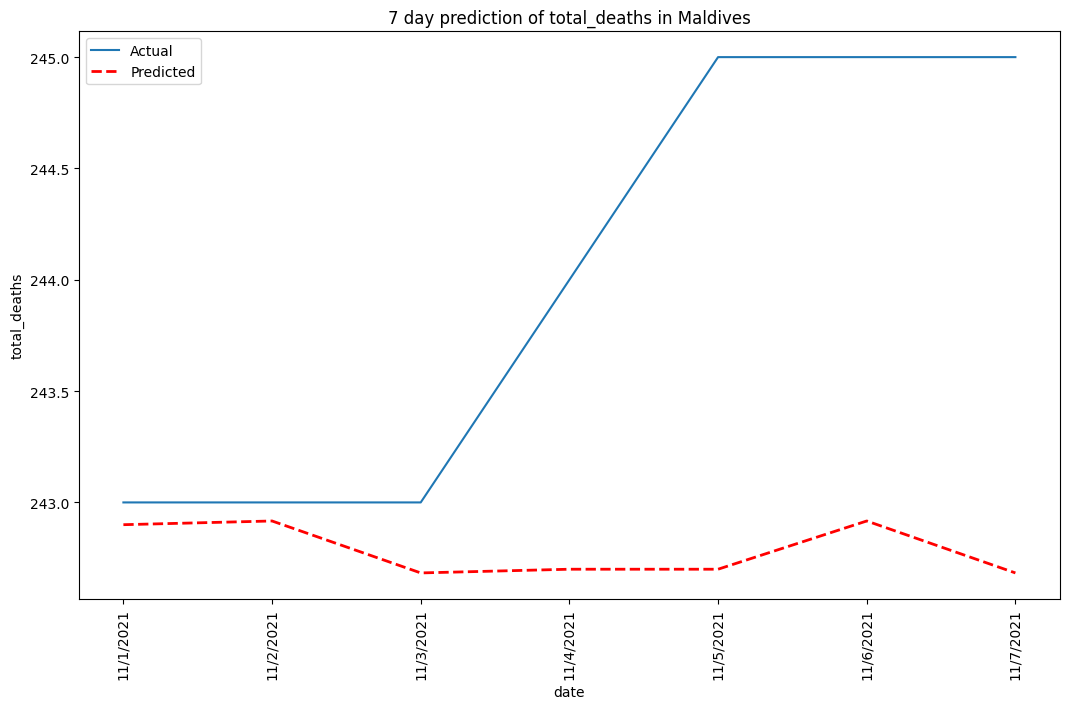 7 day prediction of total_deaths in Maldives
Actual
Predicted
245.0
244.5
244.0
243.5
243.0
total_deaths
11/1/2021
11/2/2021
11/3/2021
11/4/2021
11/5/2021
11/6/2021
11/7/2021
date